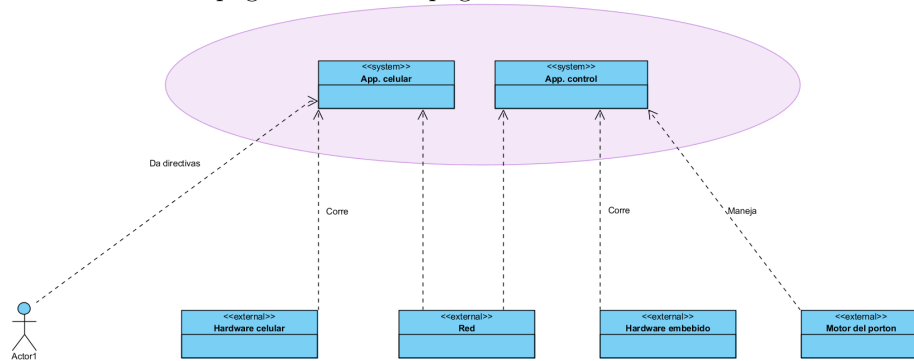 <<system>>
App. celular
<<system>>
App. control
Da directivas
Corre
Corre
Maneja
<<external>>
Hardware celular
<<external>>
Red
<<external>>
Hardware embebido
<<external>>
Motor del porton
Actor1